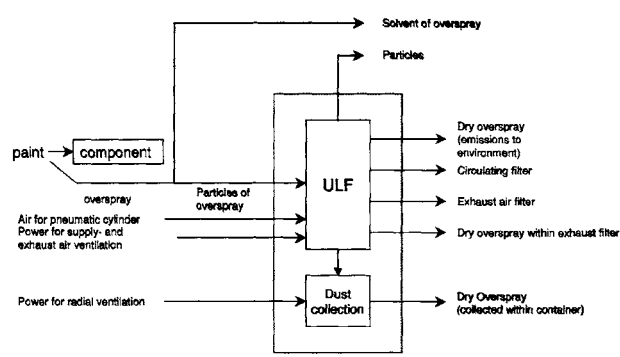 Solvent of overspray
Particles
Dry overspray
(emissions to
environment)
paint
component
ULF
Circulating filter
overspray
Particles of
overspray
Exhaust air filter
Air for pneumatic cylinder
Power for supply- and
exhaust air ventilation
Dry overspray within exhaust filter
Power for radial ventilation
Dust
collection
Dry Overspray
(collected within container)